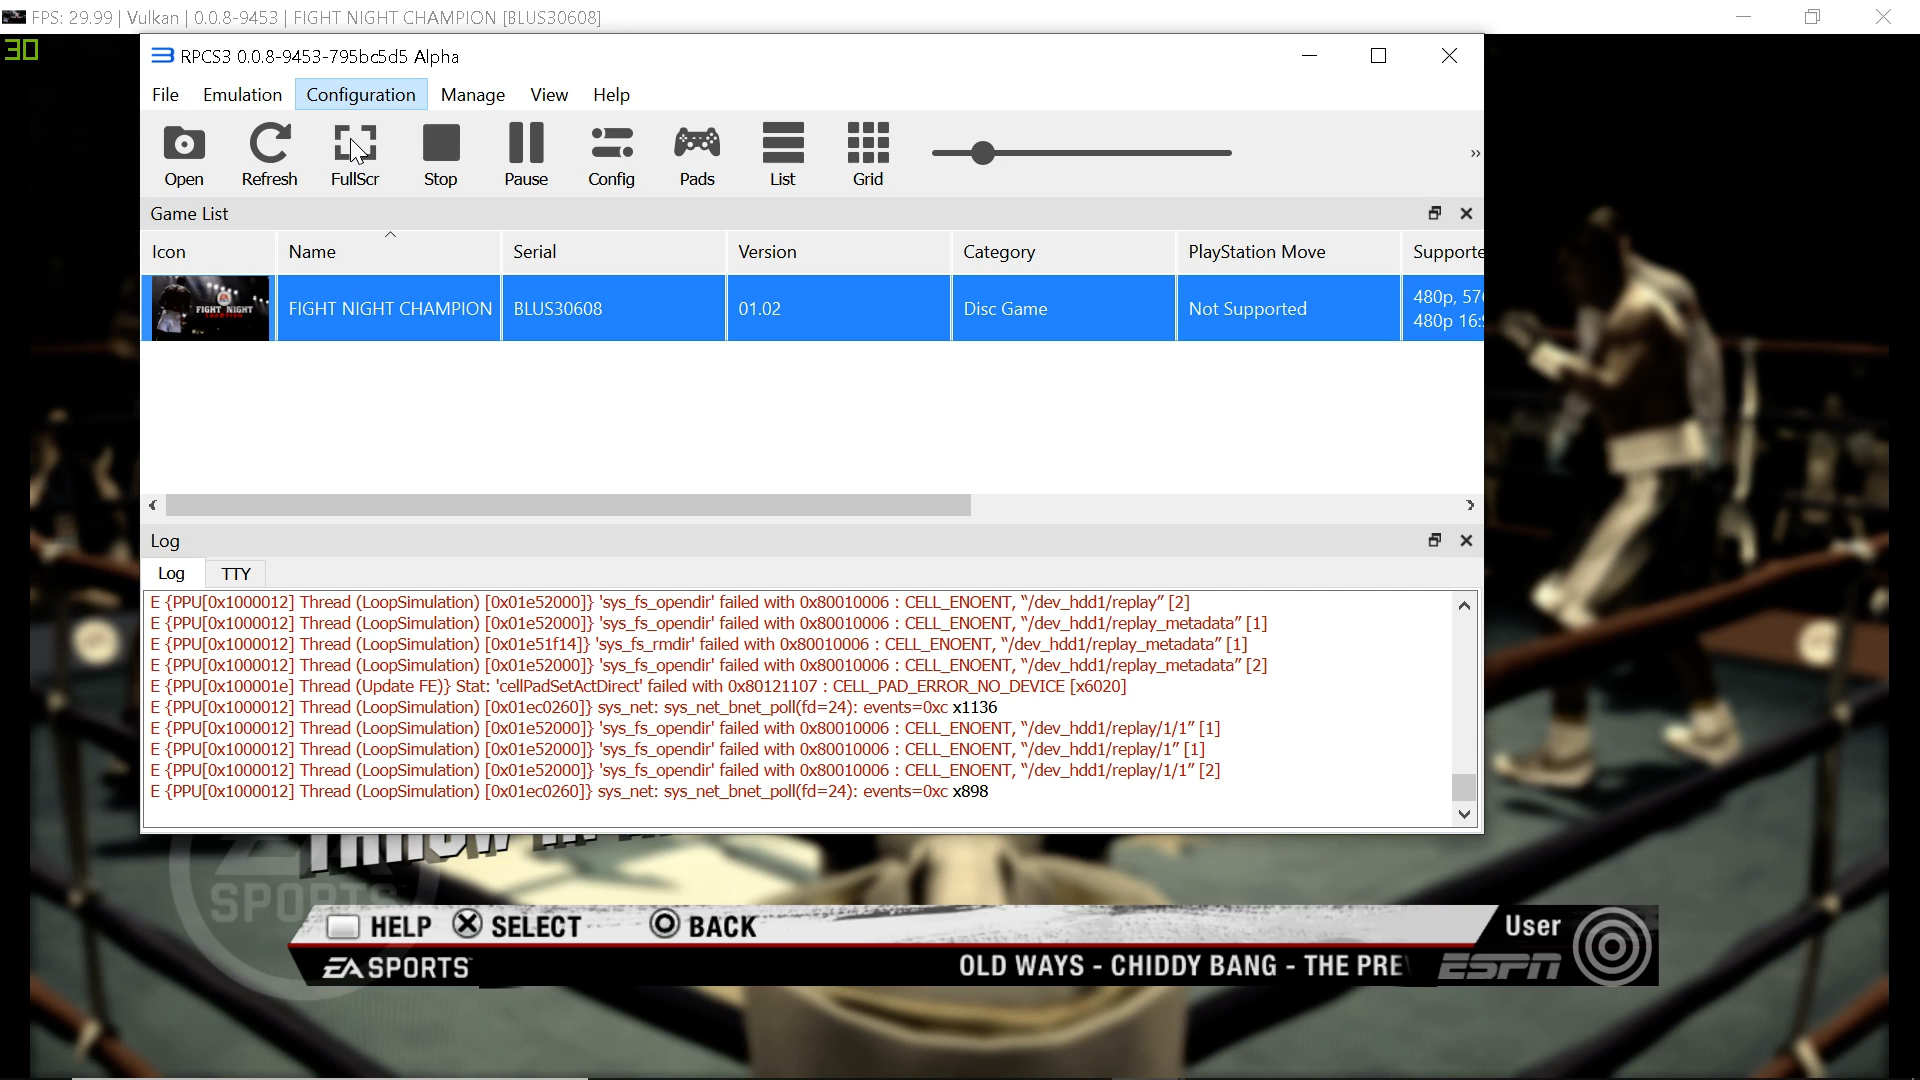 FPS: 29.99 | Vulkan | 0.0.8-9453 | FIGHT NIGHT CHAMPION [BLUS30608]
30
RPCS3 0.0.8-9453-795bc5d5 Alpha
File Emulation Configuration Manage View Help
Open Refresh FullScr Stop Pause Config Pads List Grid
Game List
Icon Name Serial Version Category PlayStation Move Supporte
FIGHT NIGHT
FIGHT NIGHT CHAMPION BLUS30608 01.02 Disc Game Not Supported 480p, 57
480p 16:9
Log
Log TTY
E {PPU[0x1000012] Thread (LoopSimulation) [0x01e52000]} 'sys_fs_opendir' failed with 0x80010006 : CELL_ENOENT, “/dev_hdd1/replay” [2]
E {PPU[0x1000012] Thread (LoopSimulation) [0x01e52000]} 'sys_fs_opendir' failed with 0x80010006 : CELL_ENOENT, “/dev_hdd1/replay_metadata” [1]
E {PPU[0x1000012] Thread (LoopSimulation) [0x01e51f14]} 'sys_fs_rmdir' failed with 0x80010006 : CELL_ENOENT, “/dev_hdd1/replay_metadata” [1]
E {PPU[0x1000012] Thread (LoopSimulation) [0x01e52000]} 'sys_fs_opendir' failed with 0x80010006 : CELL_ENOENT, “/dev_hdd1/replay_metadata” [2]
E {PPU[0x100001e] Thread (Update FE)} Stat: 'cellPadSetActDirect' failed with 0x80121107 : CELL_PAD_ERROR_NO_DEVICE [x6020]
E {PPU[0x1000012] Thread (LoopSimulation) [0x01ec0260]} sys_net: sys_net_bnet_poll(fd=24): events=0xc x1136
E {PPU[0x1000012] Thread (LoopSimulation) [0x01e52000]} 'sys_fs_opendir' failed with 0x80010006 : CELL_ENOENT, “/dev_hdd1/replay/1/1” [1]
E {PPU[0x1000012] Thread (LoopSimulation) [0x01e52000]} 'sys_fs_opendir' failed with 0x80010006 : CELL_ENOENT, “/dev_hdd1/replay/1” [1]
E {PPU[0x1000012] Thread (LoopSimulation) [0x01e52000]} 'sys_fs_opendir' failed with 0x80010006 : CELL_ENOENT, “/dev_hdd1/replay/1/1” [2]
E {PPU[0x1000012] Thread (LoopSimulation) [0x01ec0260]} sys_net: sys_net_bnet_poll(fd=24): events=0xc x898
SPORTS
HELP SELECT BACK User
EA SPORTS OLD WAYS - CHIDDY BANG - THE PRE ESPN